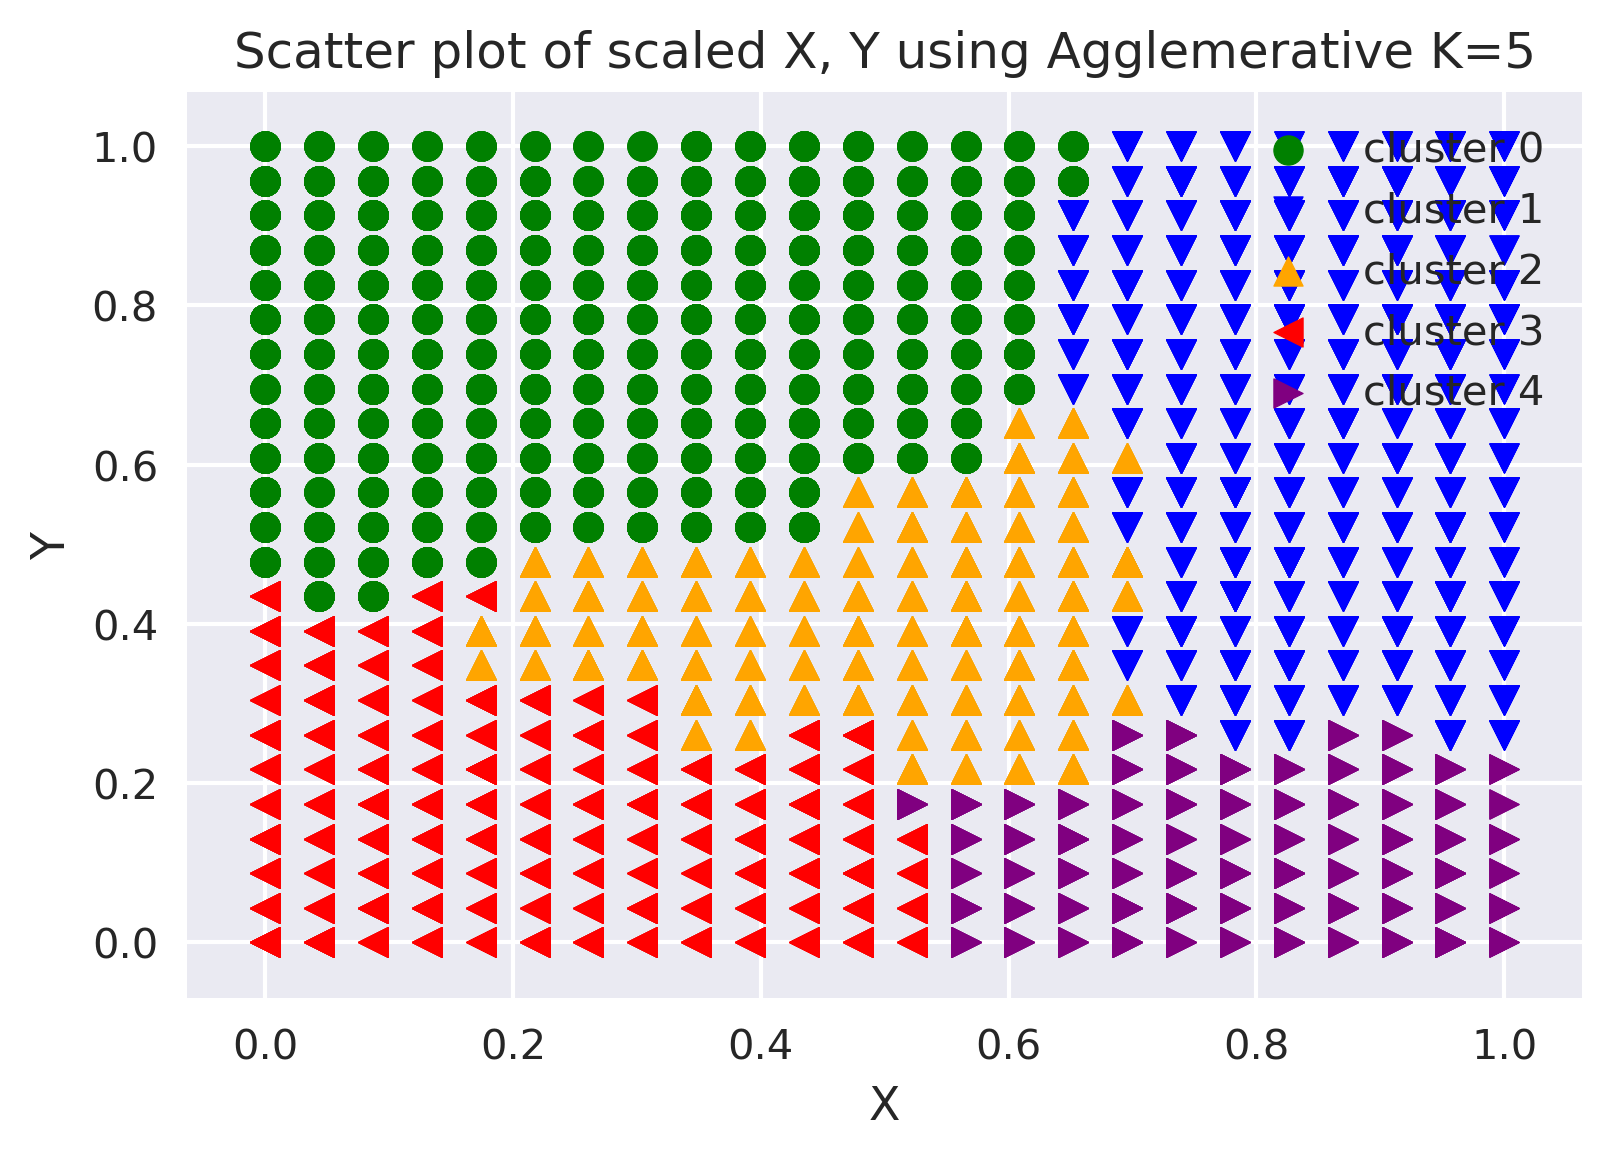 Scatter plot of scaled X, Y using Agglemerative K=5
1.0
0.8
0.6
0.4
0.2
0.0
Y
cluster 0
cluster 1
cluster 2
cluster 3
cluster 4
0.0 0.2 0.4 0.6 0.8 1.0
X